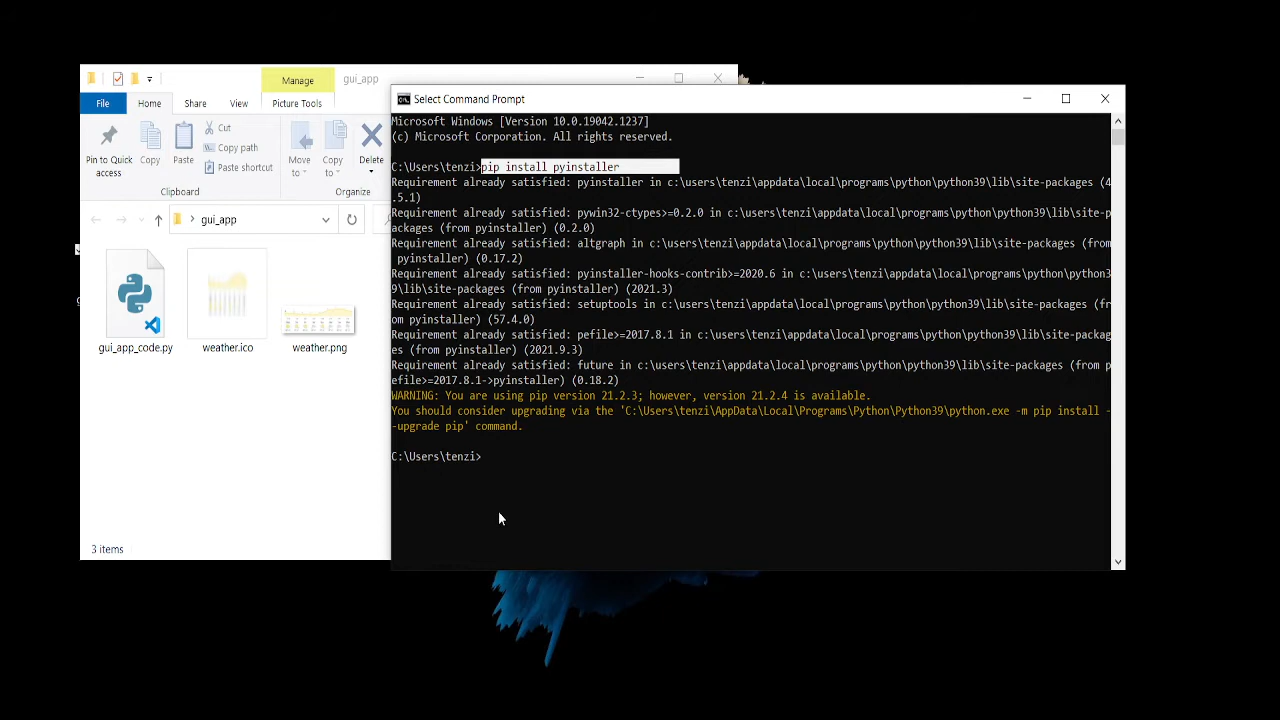 Manage
gui_app
File
Home
Share
View
Picture Tools
Pin to Quick
access
Copy
Paste
Cut
Copy path
Paste shortcut
Move
to
Copy
to
Delete
Clipboard
Organize
gui_app
gui_app_code.py
weather.ico
weather.png
3 items
Select Command Prompt
Microsoft Windows [Version 10.0.19042.1237]
(c) Microsoft Corporation. All rights reserved.
C:\Users\tenzi>pip install pyinstaller
Requirement already satisfied: pyinstaller in c:\users\tenzi\appdata\local\programs\python\python39\lib\site-packages (4
.5.1)
Requirement already satisfied: pywin32-ctypes>=0.2.0 in c:\users\tenzi\appdata\local\programs\python\python39\lib\site-p
ackages (from pyinstaller) (0.2.0)
Requirement already satisfied: altgraph in c:\users\tenzi\appdata\local\programs\python\python39\lib\site-packages (from
pyinstaller) (0.17.2)
Requirement already satisfied: pyinstaller-hooks-contrib>=2020.6 in c:\users\tenzi\appdata\local\programs\python\python3
9\lib\site-packages (from pyinstaller) (2021.3)
Requirement already satisfied: setuptools in c:\users\tenzi\appdata\local\programs\python\python39\lib\site-packages (fr
om pyinstaller) (57.4.0)
Requirement already satisfied: pefile>=2017.8.1 in c:\users\tenzi\appdata\local\programs\python\python39\lib\site-packag
es (from pyinstaller) (2021.9.3)
Requirement already satisfied: future in c:\users\tenzi\appdata\local\programs\python\python39\lib\site-packages (from p
efile>=2017.8.1->pyinstaller) (0.18.2)
WARNING: You are using pip version 21.2.3; however, version 21.2.4 is available.
You should consider upgrading via the 'C:\Users\tenzi\AppData\Local\Programs\Python\Python39\python.exe -m pip install -
-upgrade pip' command.
C:\Users\tenzi>